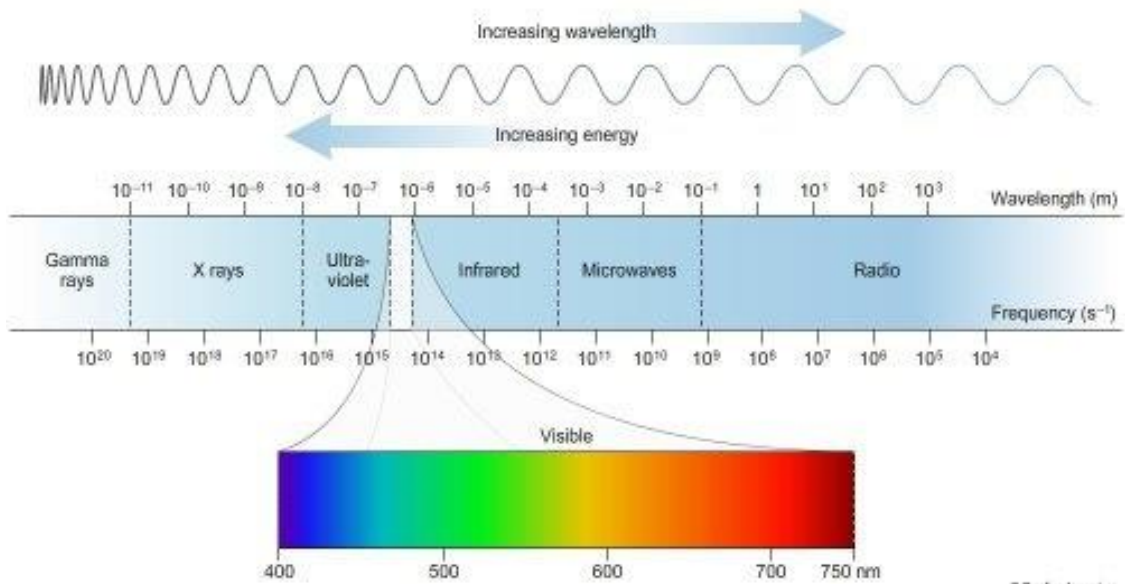 Increasing wavelength
Increasing energy
10⁻¹¹ 10⁻¹⁰ 10⁻⁹ 10⁻⁸ 10⁻⁷ 10⁻⁶ 10⁻⁵ 10⁻⁴ 10⁻³ 10⁻² 10⁻¹ 1 10¹ 10² 10³ Wavelength (m)
Gamma rays X rays Ultra-violet Infrared Microwaves Radio
Frequency (s⁻¹)
10²⁰ 10¹⁹ 10¹⁸ 10¹⁷ 10¹⁶ 10¹⁵ 10¹⁴ 10¹³ 10¹² 10¹¹ 10¹⁰ 10⁹ 10⁷ 10⁵ 10⁴
Visible
400 500 600 700 750 nm